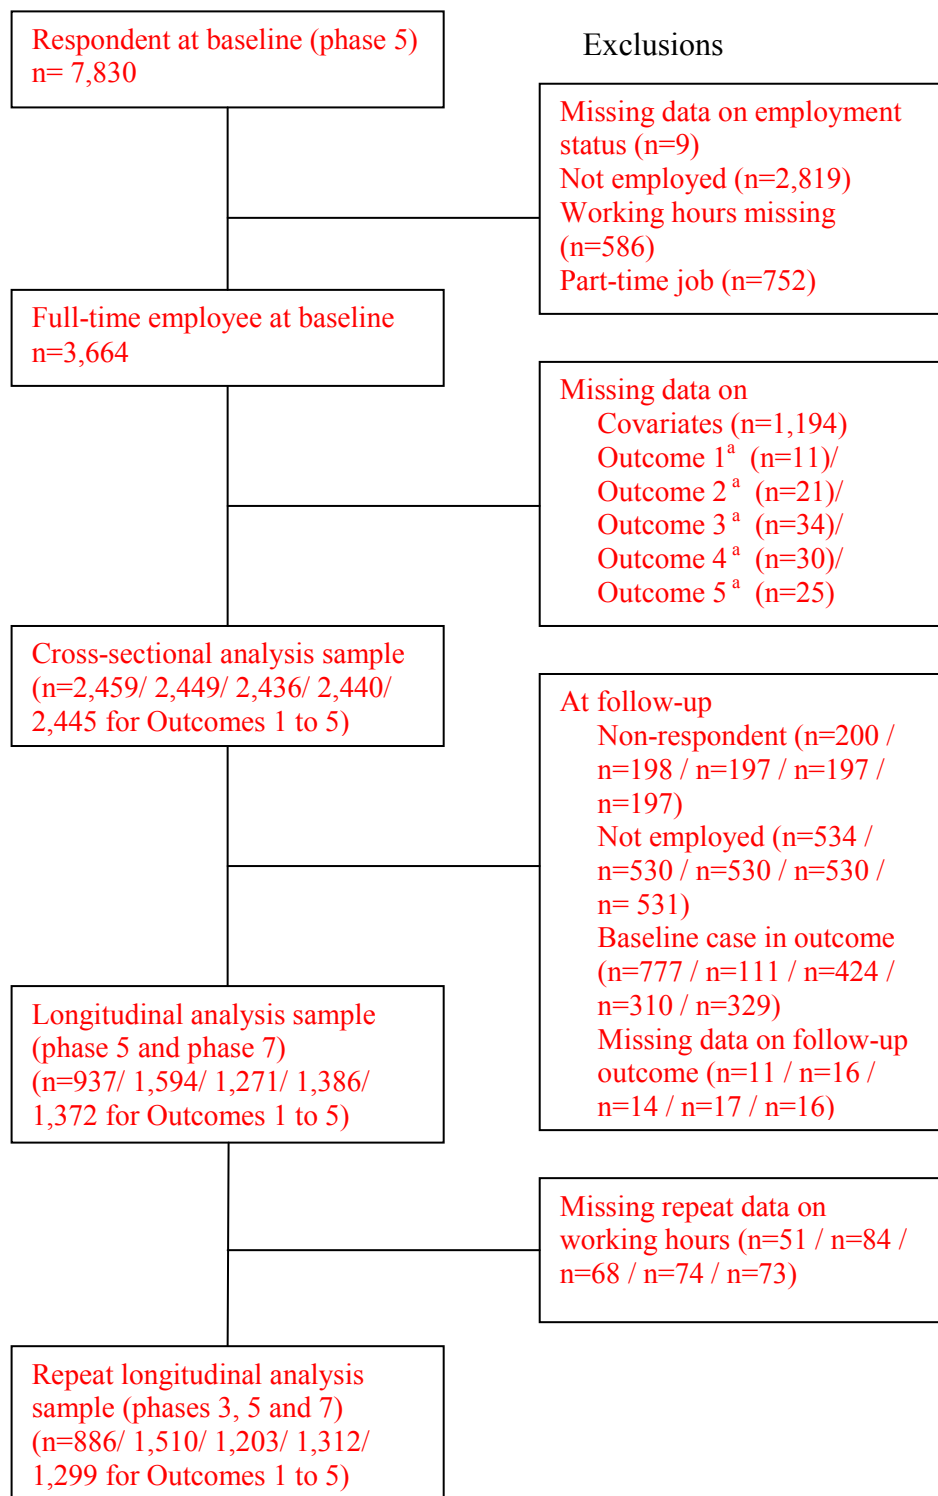 Respondent at baseline (phase 5)
n= 7,830
Exclusions
Missing data on employment
status (n=9)
Not employed (n=2,819)
Working hours missing
(n=586)
Part-time job (n=752)
Full-time employee at baseline
n=3,664
Missing data on
Covariates (n=1,194)
Outcome 1ᵃ (n=11)/
Outcome 2 ᵃ (n=21)/
Outcome 3 ᵃ (n=34)/
Outcome 4 ᵃ (n=30)/
Outcome 5 ᵃ (n=25)
Cross-sectional analysis sample
(n=2,459/ 2,449/ 2,436/ 2,440/
2,445 for Outcomes 1 to 5)
At follow-up
Non-respondent (n=200 /
n=198 / n=197 / n=197 /
n=197)
Not employed (n=534 /
n=530 / n=530 / n=530 /
n= 531)
Baseline case in outcome
(n=777 / n=111 / n=424 /
n=310 / n=329)
Missing data on follow-up
outcome (n=11 / n=16 /
n=14 / n=17 / n=16)
Longitudinal analysis sample
(phase 5 and phase 7)
(n=937/ 1,594/ 1,271/ 1,386/
1,372 for Outcomes 1 to 5)
Missing repeat data on
working hours (n=51 / n=84 /
n=68 / n=74 / n=73)
Repeat longitudinal analysis
sample (phases 3, 5 and 7)
(n=886/ 1,510/ 1,203/ 1,312/
1,299 for Outcomes 1 to 5)